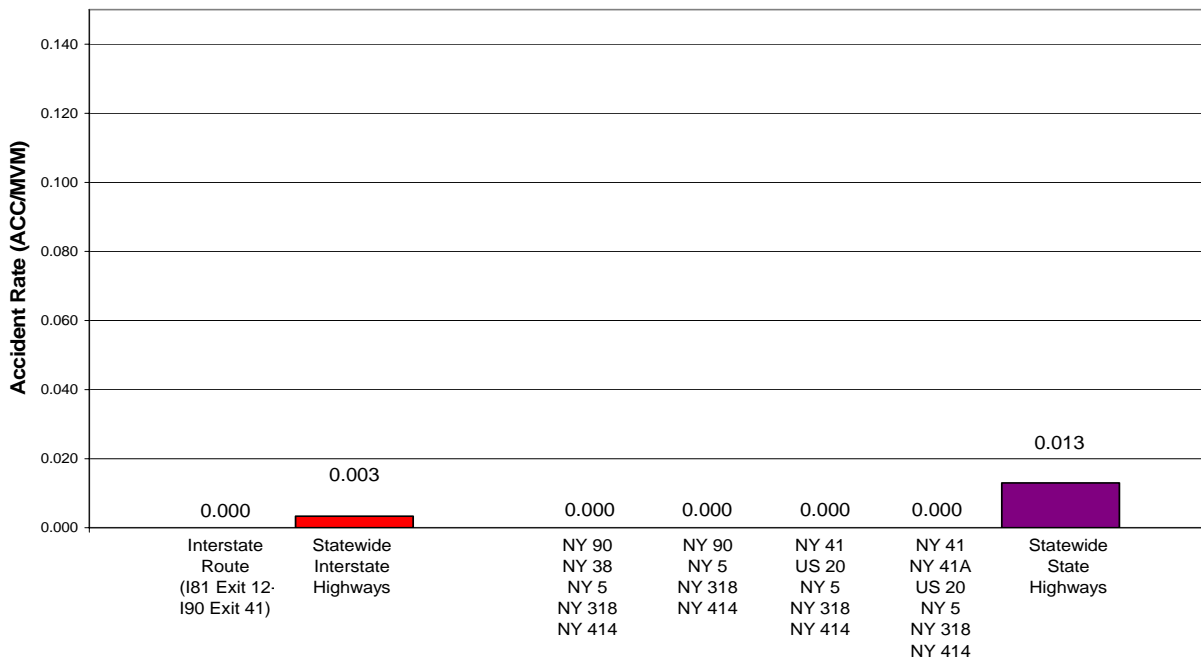 Accident Rate (ACC/MVM)
0.140
0.120
0.100
0.080
0.060
0.040
0.020
0.000
0.000
0.003
0.000
0.000
0.000
0.000
0.013
Interstate
Route
(I81 Exit 12-
I90 Exit 41)
Statewide
Interstate
Highways
NY 90
NY 38
NY 5
NY 318
NY 414
NY 90
NY 5
NY 318
NY 414
NY 41
US 20
NY 5
NY 318
NY 414
NY 41
NY 41A
US 20
NY 5
NY 318
NY 414
Statewide
State
Highways